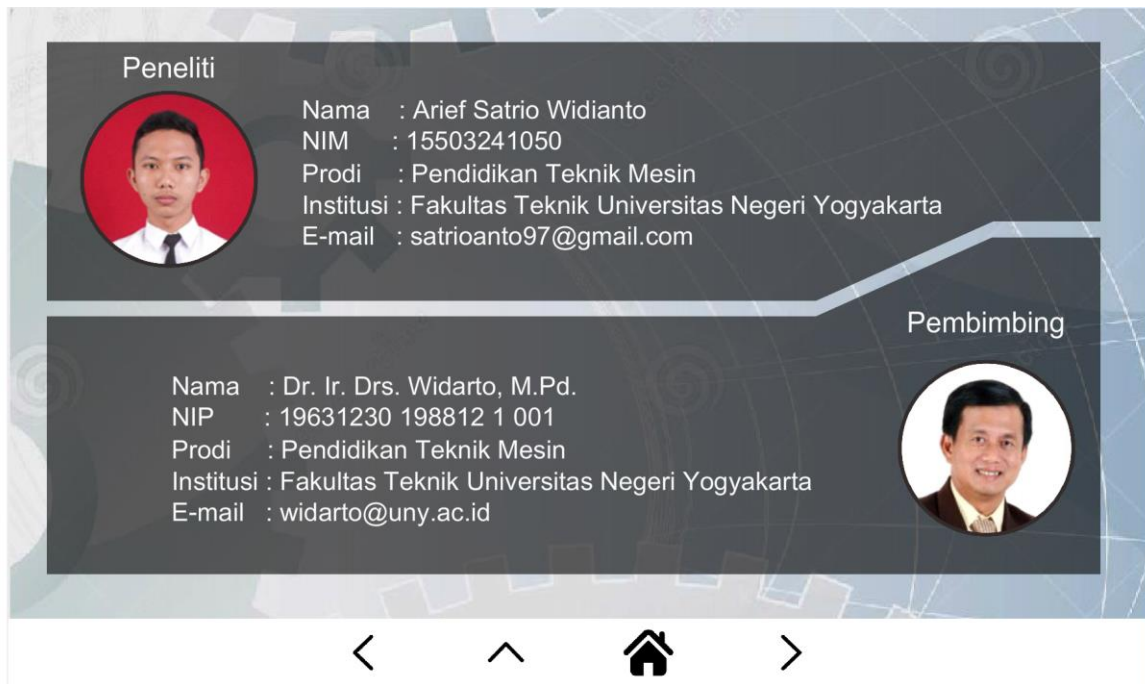 Peneliti
Nama : Arief Satrio Widianto
NIM : 15503241050
Prodi : Pendidikan Teknik Mesin
Institusi : Fakultas Teknik Universitas Negeri Yogyakarta
E-mail : satrioanto97@gmail.com
Pembimbing
Nama : Dr. Ir. Drs. Widarto, M.Pd.
NIP : 19631230 198812 1 001
Prodi : Pendidikan Teknik Mesin
Institusi : Fakultas Teknik Universitas Negeri Yogyakarta
E-mail : widarto@uny.ac.id